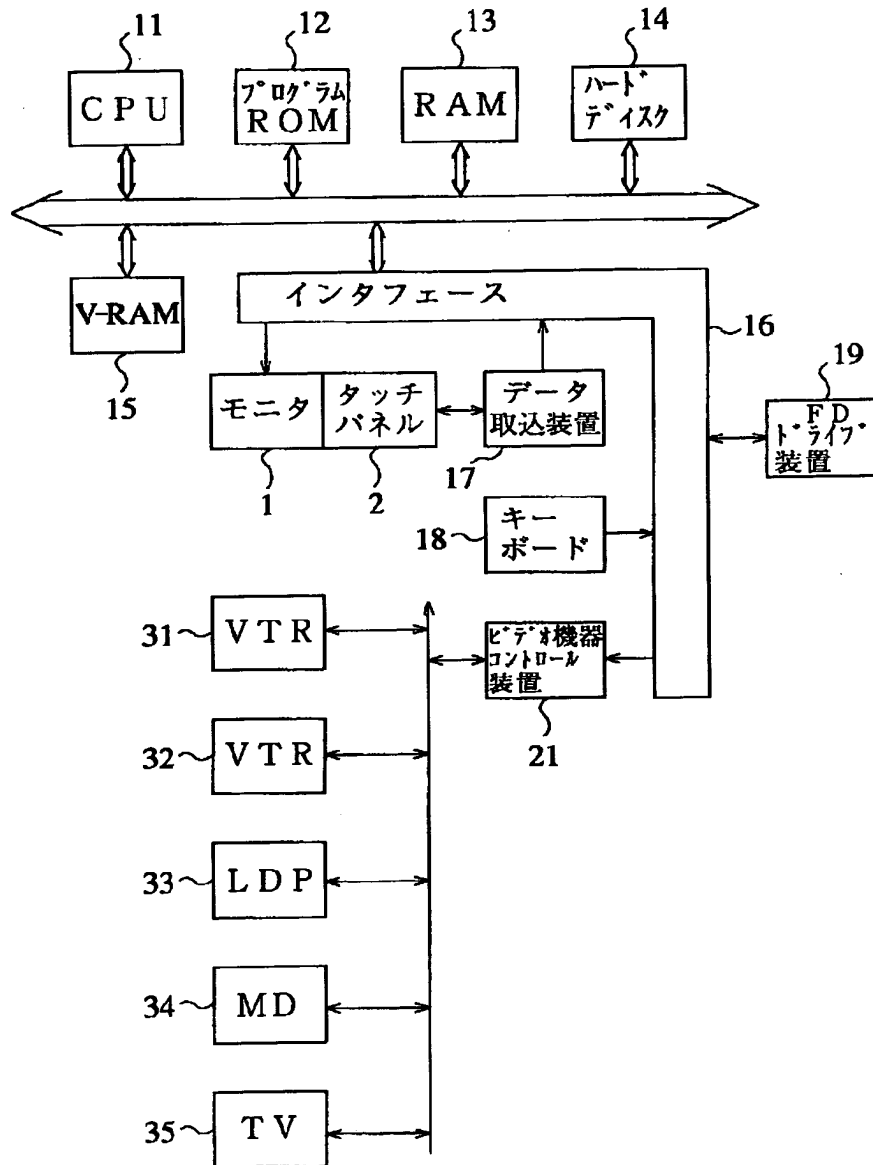 11
12
13
14
CPU
プログラム
ROM
RAM
ハード
ディスク
V-RAM
15
インタフェース
16
モニタ
タッチ
パネル
データ
取込装置
1
2
17
19
FD
ドライブ
装置
18
キー
ボード
31
VTR
ビデオ機器
コントロール
装置
21
32
VTR
33
LDP
34
MD
35
TV